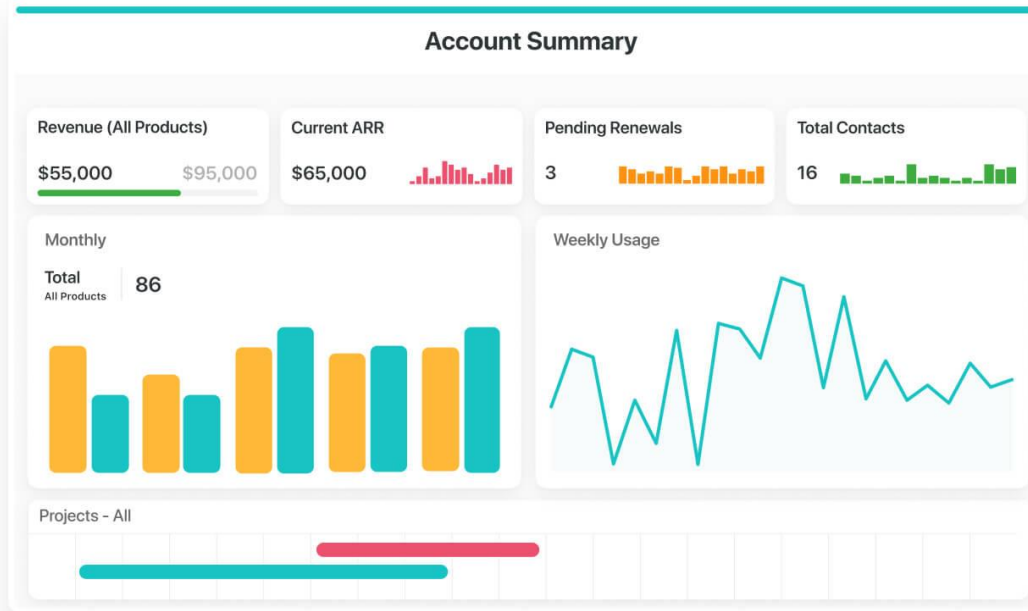 Account Summary
Revenue (All Products)
$55,000 $95,000
Current ARR
$65,000
Pending Renewals
3
Total Contacts
16
Monthly
Total
All Products
86
Weekly Usage
Projects - All